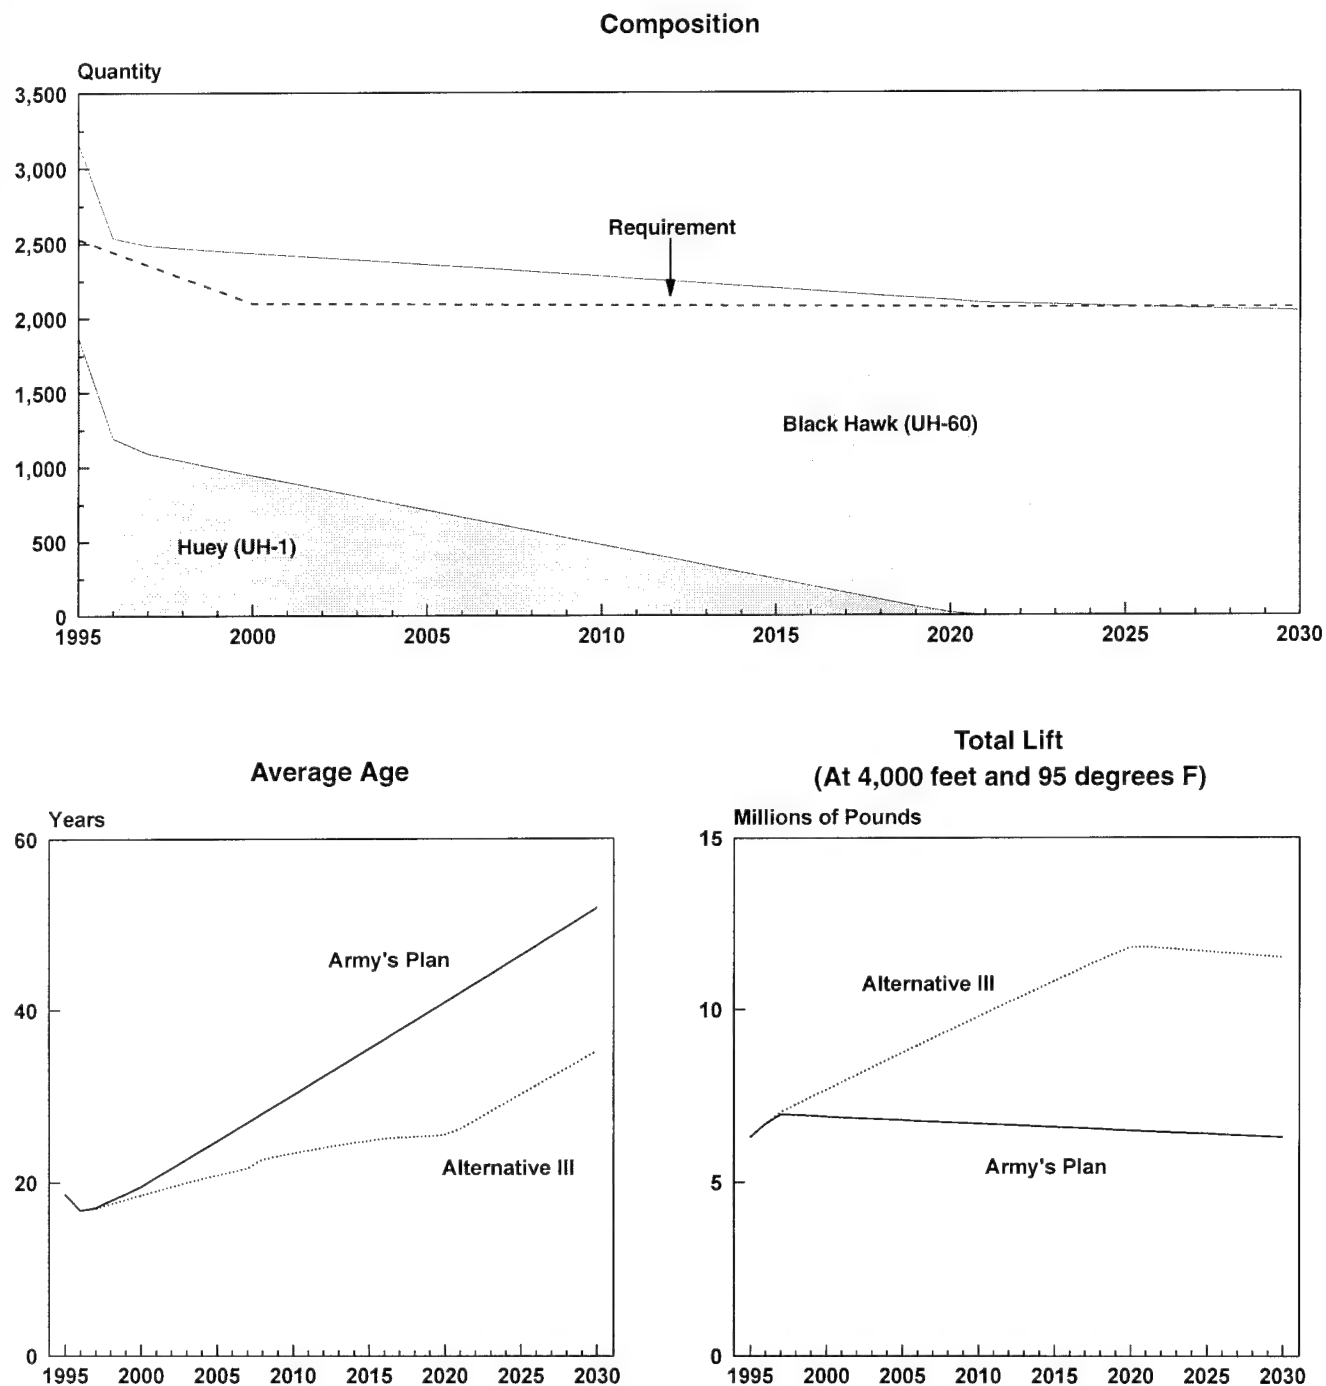 Composition
Quantity
3,500
3,000
2,500
2,000
1,500
1,000
500
0
Requirement
Black Hawk (UH-60)
Huey (UH-1)
1995 2000 2005 2010 2015 2020 2025 2030
Average Age
Years
60
40
20
0
Army's Plan
Alternative III
1995 2000 2005 2010 2015 2020 2025 2030
Total Lift
(At 4,000 feet and 95 degrees F)
Millions of Pounds
15
10
5
0
Alternative III
Army's Plan
1995 2000 2005 2010 2015 2020 2025 2030